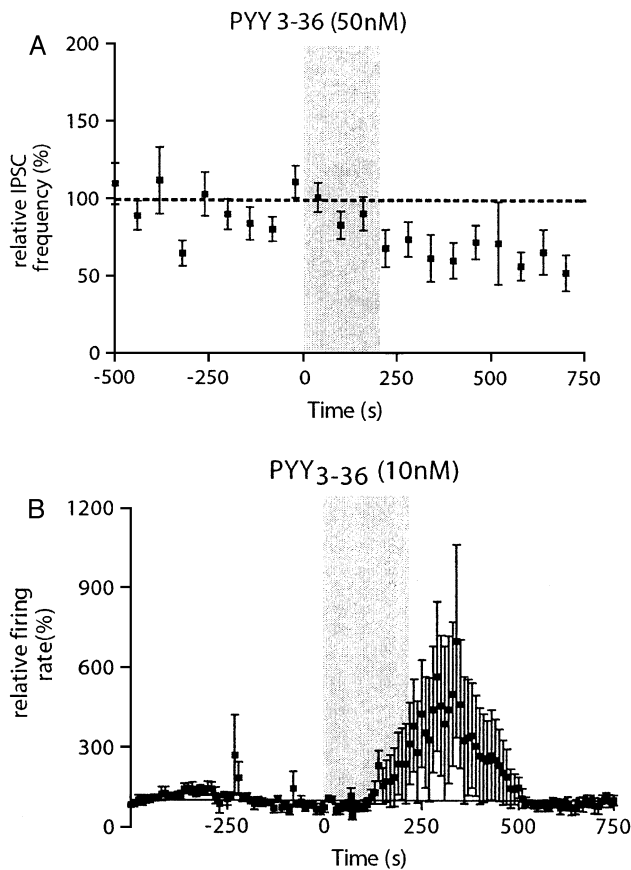 PYY 3-36 (50nM)
A
200
150
100
50
0
relative IPSC
frequency (%)
-500
-250
0
250
500
750
Time (s)
PYY3-36 (10nM)
B
1200
900
600
300
0
relative firing
rate(%)
-250
0
250
500
750
Time (s)